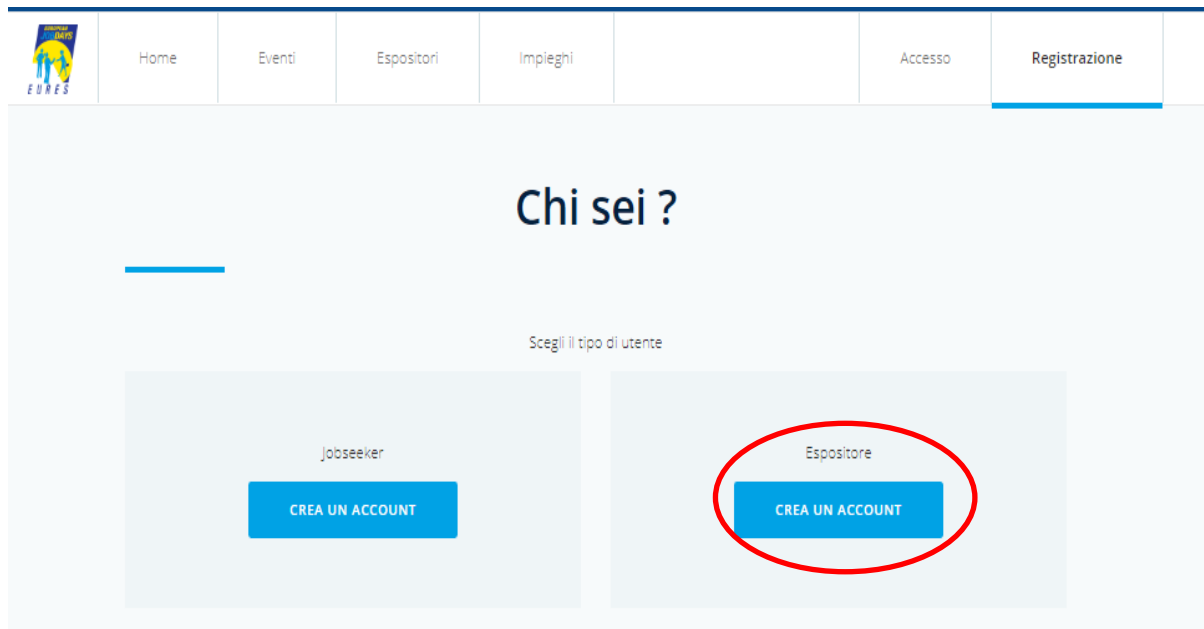 EUROPEAN
JOBDAYS
EURES
Home
Eventi
Espositori
Impieghi
Accesso
Registrazione
Chi sei ?
Scegli il tipo di utente
Jobseeker
CREA UN ACCOUNT
Espositore
CREA UN ACCOUNT